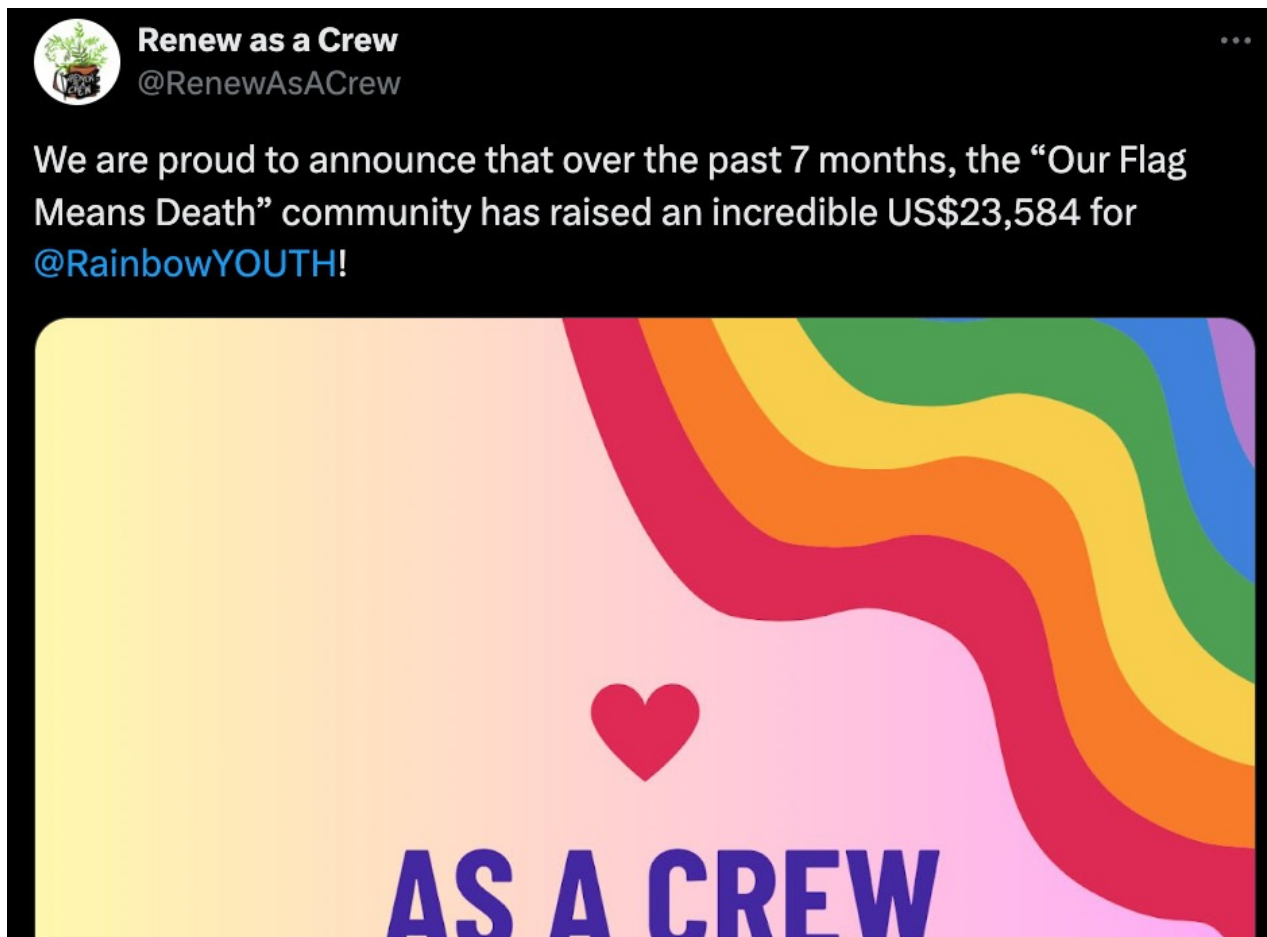 Renew as a Crew
@RenewAsACrew
We are proud to announce that over the past 7 months, the “Our Flag
Means Death” community has raised an incredible US$23,584 for
@RainbowYOUTH!
AS A CREW